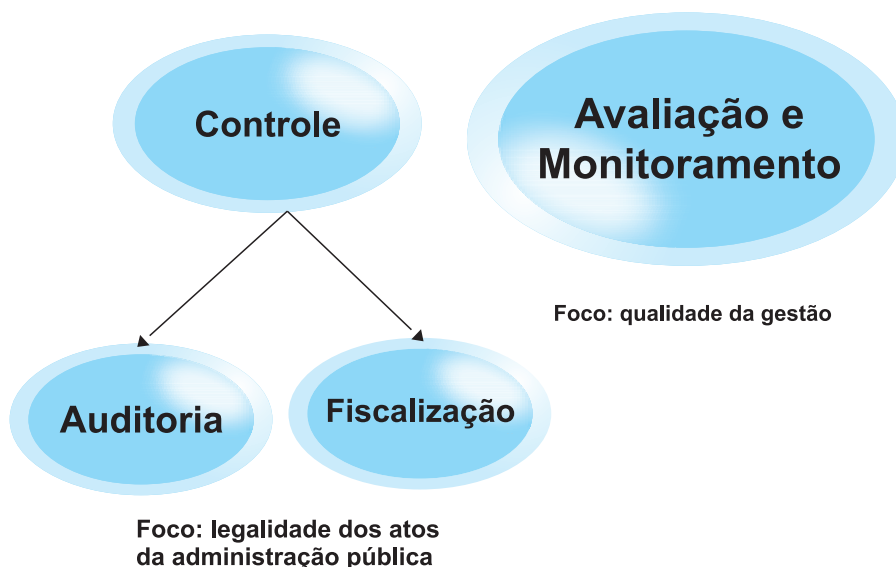 Controle
Avaliação e
Monitoramento
Foco: qualidade da gestão
Auditoria
Fiscalização
Foco: legalidade dos atos
da administração pública